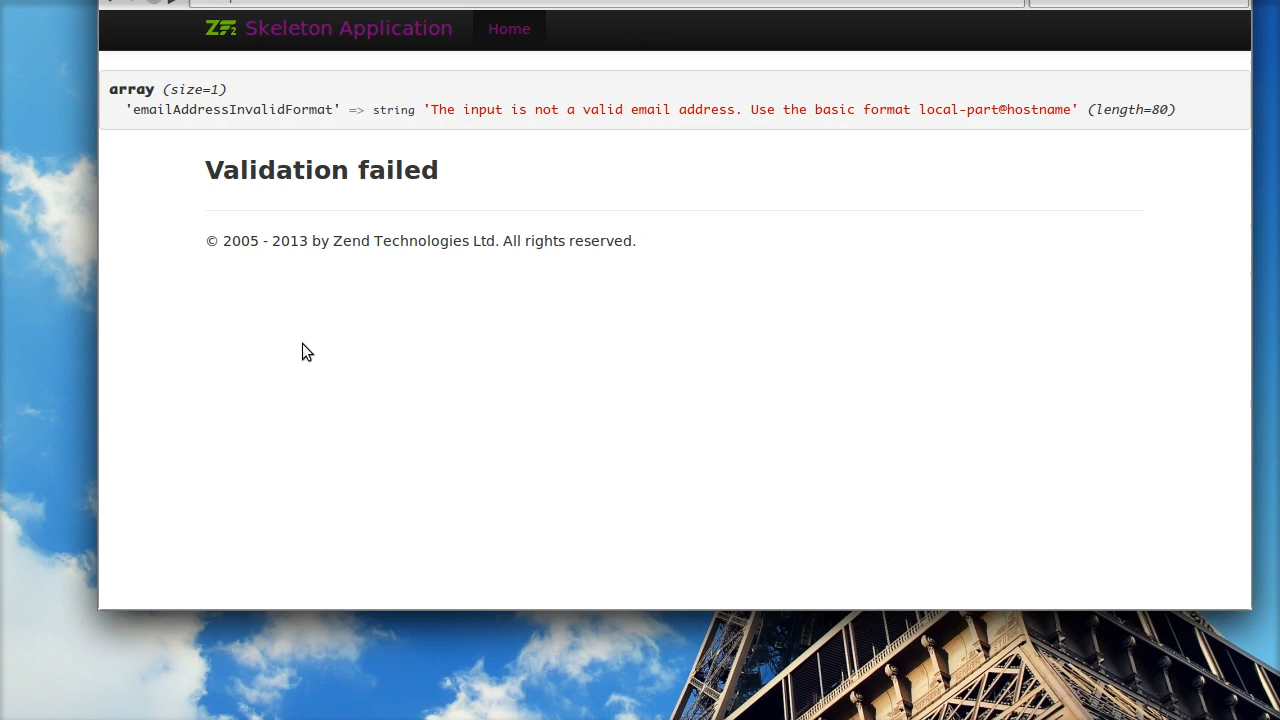 ZF2 Skeleton Application Home
array (size=1)
'emailAddressInvalidFormat' => string 'The input is not a valid email address. Use the basic format local-part@hostname' (length=80)
Validation failed
© 2005 - 2013 by Zend Technologies Ltd. All rights reserved.